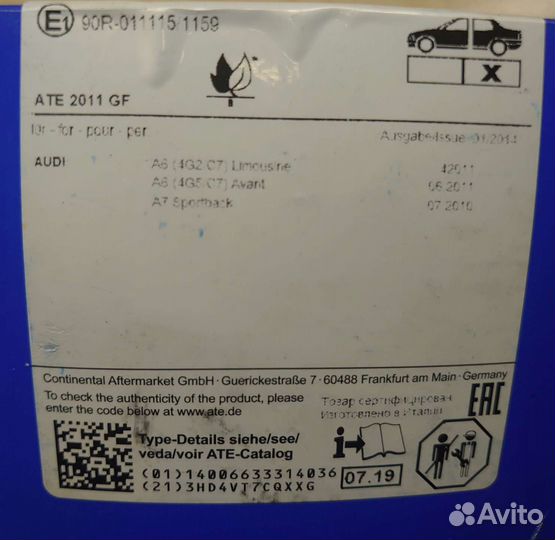 E1 90R-011115/1159
X
ATE 2011 GF
für - for - pour - per
Ausgabe/Issue 01/2014
AUDI
A6 (4G2 C7) Limousine
A6 (4G5 C7) Avant 06.2011
A7 Sportback 07.2010
Continental Aftermarket GmbH · Guerickestraße 7 · 60488 Frankfurt am Main · Germany
To check the authenticity of the product, please
enter the code below at www.ate.de
Товар сертифицирован
Изготовлено в Италии
EAC
Type-Details siehe/see/
veda/voir ATE-Catalog
i
(01)14006633314036
07.19
(21)3HD4VT7CQXXG
Avito